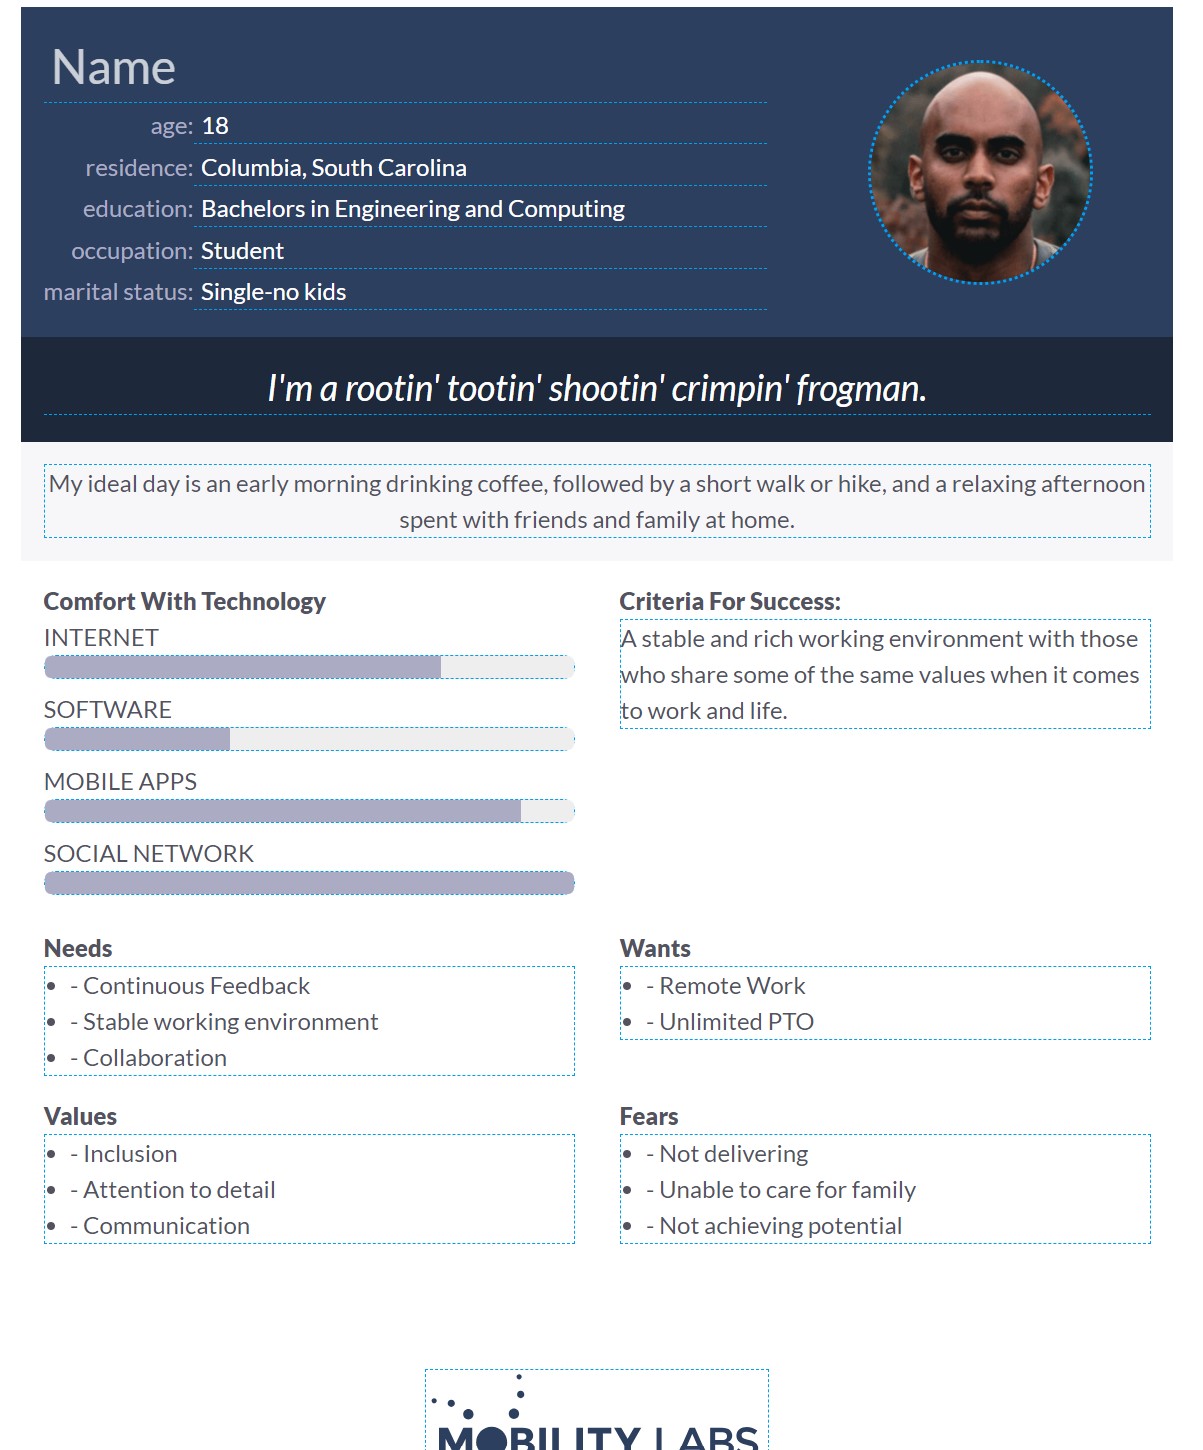 Name
age: 18
residence: Columbia, South Carolina
education: Bachelors in Engineering and Computing
occupation: Student
marital status: Single-no kids
I'm a rootin' tootin' shootin' crimpin' frogman.
My ideal day is an early morning drinking coffee, followed by a short walk or hike, and a relaxing afternoon
spent with friends and family at home.
Comfort With Technology
INTERNET
SOFTWARE
MOBILE APPS
SOCIAL NETWORK
Criteria For Success:
A stable and rich working environment with those
who share some of the same values when it comes
to work and life.
Needs
- Continuous Feedback
- Stable working environment
- Collaboration
Wants
- Remote Work
- Unlimited PTO
Values
- Inclusion
- Attention to detail
- Communication
Fears
- Not delivering
- Unable to care for family
- Not achieving potential
MOBILITY LABS